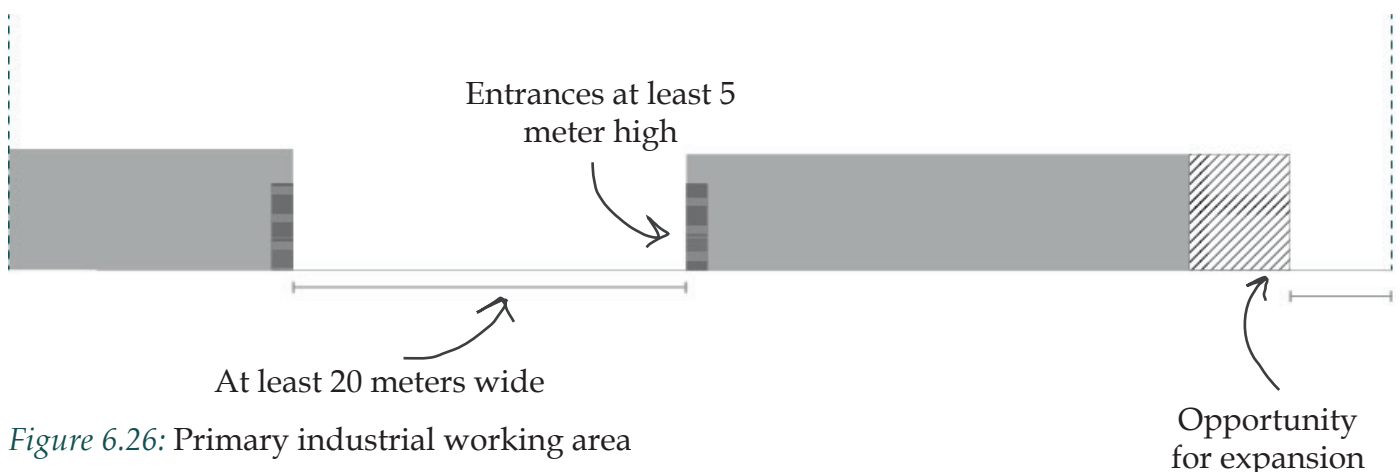 Entrances at least 5
meter high
At least 20 meters wide
Opportunity
for expansion
Figure 6.26: Primary industrial working area